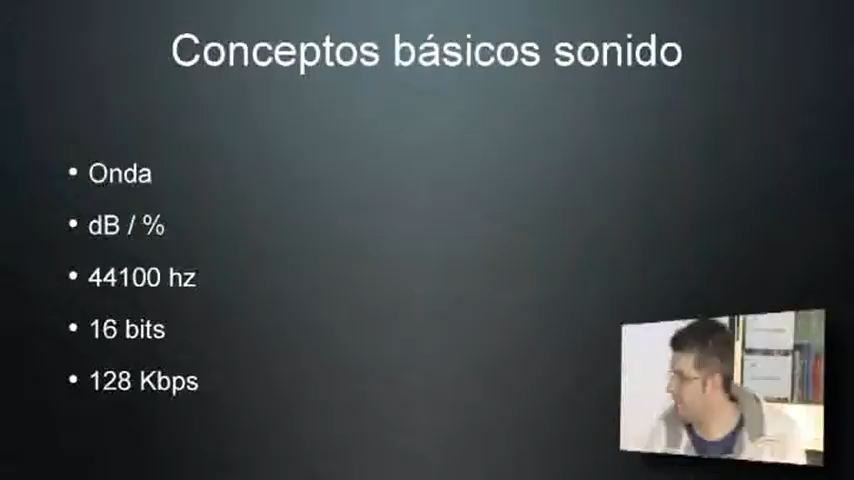 Conceptos básicos sonido
• Onda
• dB / %
• 44100 hz
• 16 bits
• 128 Kbps